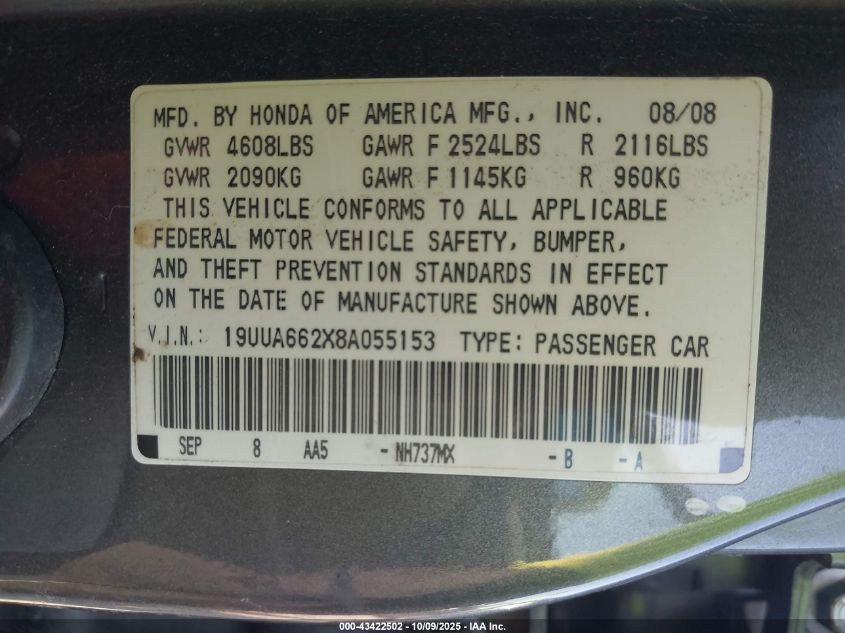 MFD. BY HONDA OF AMERICA MFG., INC. 08/08
GVWR 4608LBS GAWR F 2524LBS R 2116LBS
GVWR 2090KG GAWR F 1145KG R 960KG
THIS VEHICLE CONFORMS TO ALL APPLICABLE
FEDERAL MOTOR VEHICLE SAFETY, BUMPER,
AND THEFT PREVENTION STANDARDS IN EFFECT
ON THE DATE OF MANUFACTURE SHOWN ABOVE.
V.I.N.: 19UUA662X8A055153 TYPE: PASSENGER CAR
SEP 8 AA5 - NH737MX - B - A
000-43422502 - 10/09/2025 - IAA Inc.